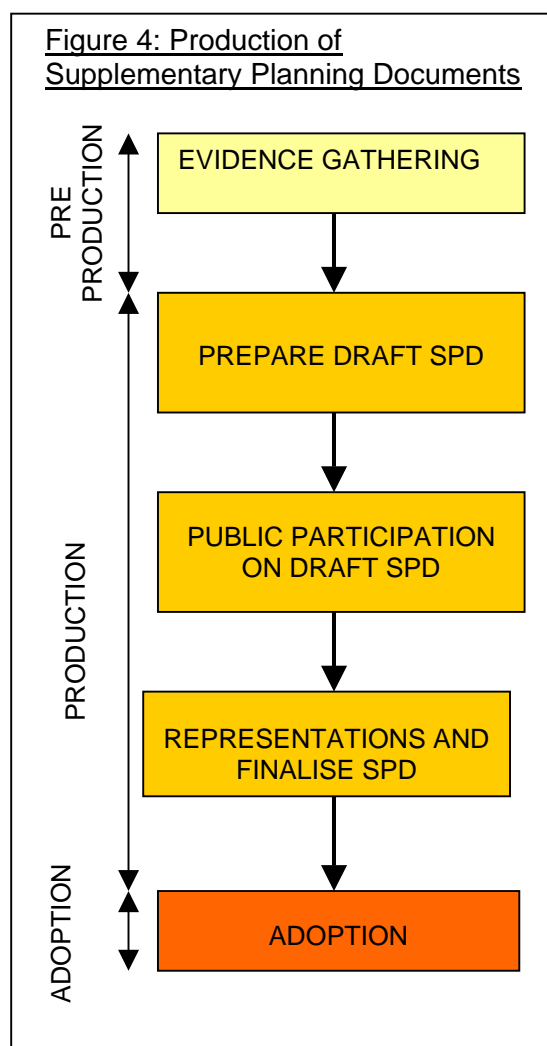 Figure 4: Production of
Supplementary Planning Documents
PRE
PRODUCTION
EVIDENCE GATHERING
PRODUCTION
PREPARE DRAFT SPD
PUBLIC PARTICIPATION
ON DRAFT SPD
REPRESENTATIONS AND
FINALISE SPD
ADOPTION
ADOPTION